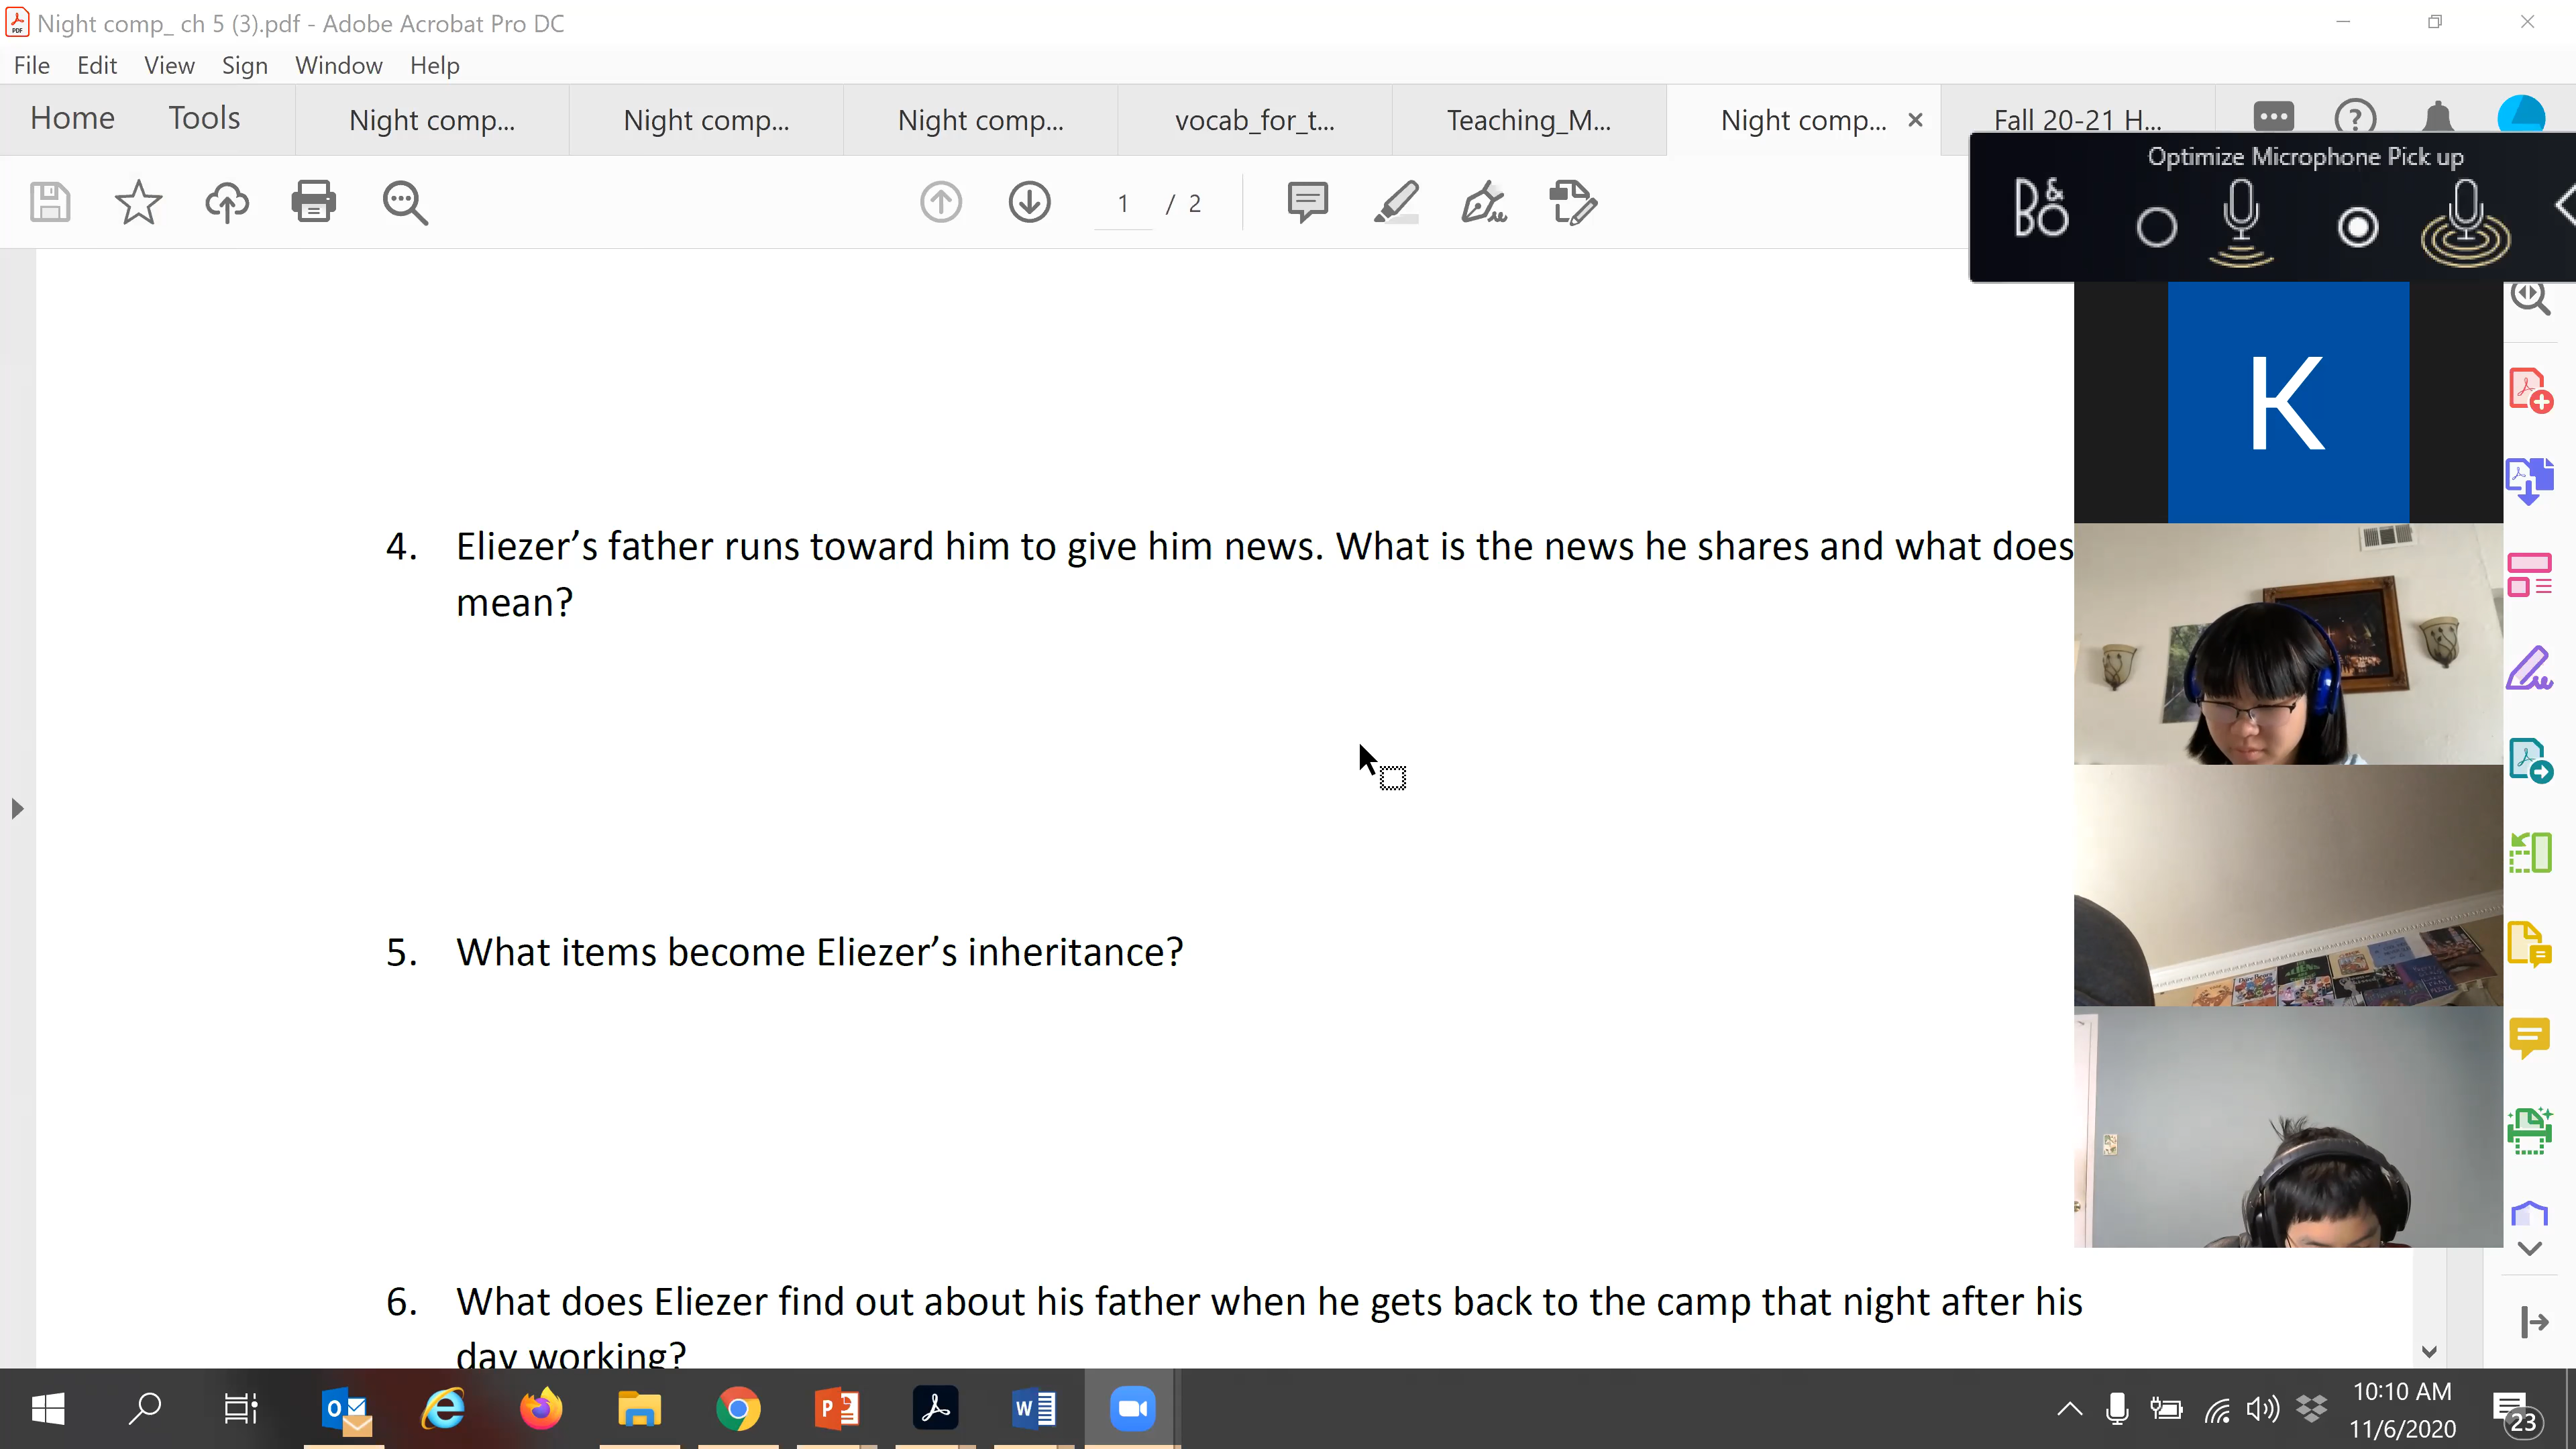 Night comp_ ch 5 (3).pdf - Adobe Acrobat Pro DC
File Edit View Sign Window Help
Home Tools Night comp... Night comp... Night comp... vocab_for_t... Teaching_M... Night comp... Fall 20-21 H...
Optimize Microphone Pick up
B&O
1 / 2
K
4. Eliezer’s father runs toward him to give him news. What is the news he shares and what does
mean?
5. What items become Eliezer’s inheritance?
6. What does Eliezer find out about his father when he gets back to the camp that night after his
day working?
10:10 AM
11/6/2020
23